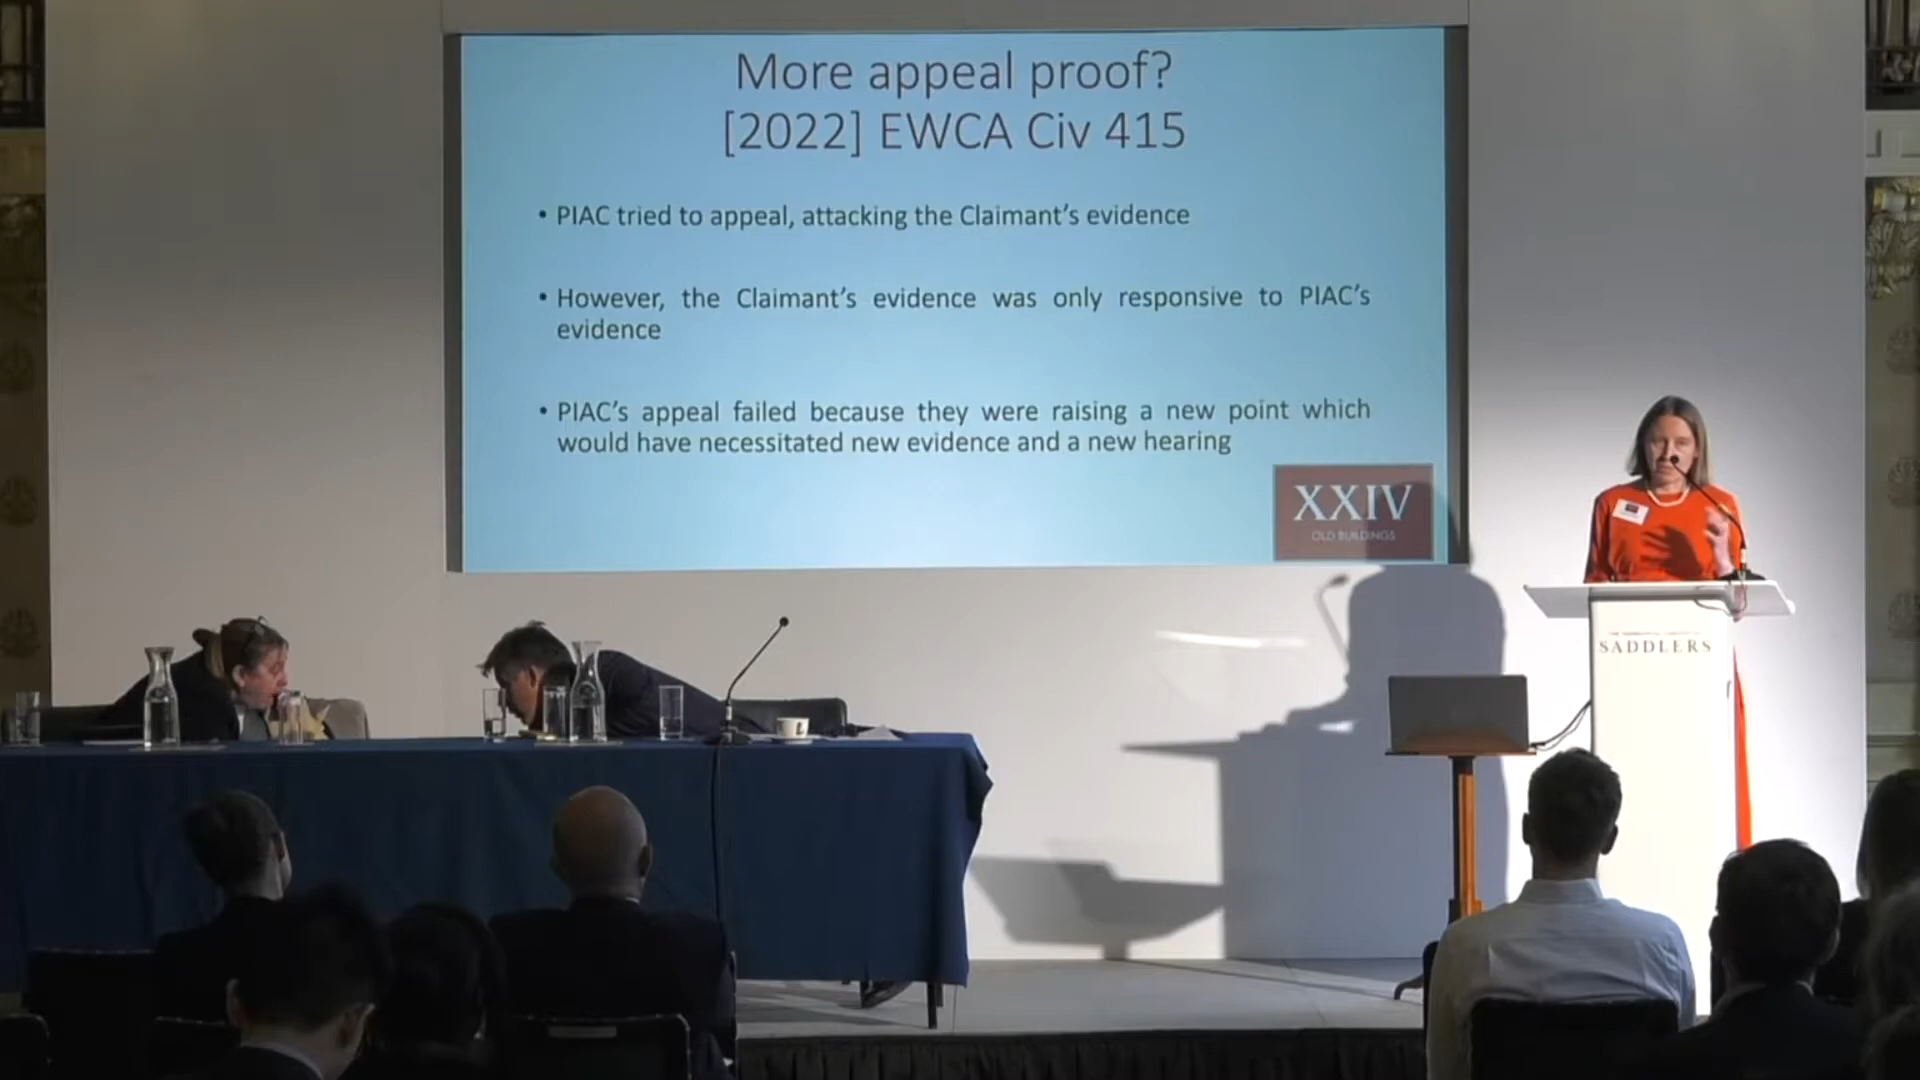 More appeal proof?
[2022] EWCA Civ 415
• PIAC tried to appeal, attacking the Claimant's evidence
• However, the Claimant's evidence was only responsive to PIAC's
evidence
• PIAC's appeal failed because they were raising a new point which
would have necessitated new evidence and a new hearing
XXIV
OLD BUILDINGS
SADDLERS